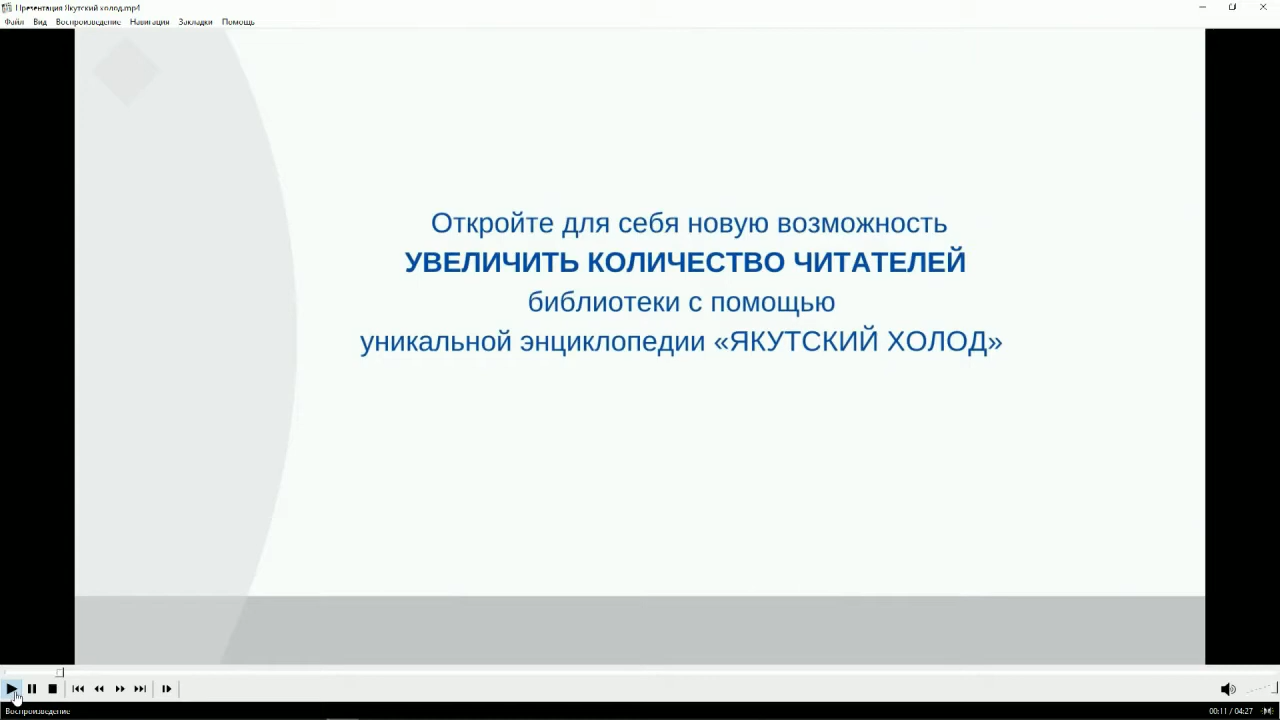 Презентация Якутский холод.mp4
Файл Вид Воспроизведение Навигация Закладки Помощь
Откройте для себя новую возможность
УВЕЛИЧИТЬ КОЛИЧЕСТВО ЧИТАТЕЛЕЙ
библиотеки с помощью
уникальной энциклопедии «ЯКУТСКИЙ ХОЛОД»
Воспроизведение
00:11 / 04:27